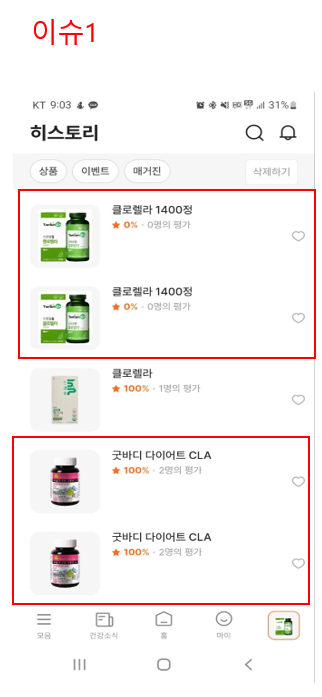 이슈1
KT 9:03 31%
히스토리
상품 이벤트 매거진 삭제하기
클로렐라 1400정
★ 0% · 0명의 평가
클로렐라 1400정
★ 0% · 0명의 평가
클로렐라
★ 100% · 1명의 평가
굿바디 다이어트 CLA
★ 100% · 2명의 평가
굿바디 다이어트 CLA
★ 100% · 2명의 평가
모음 건강소식 홈 마이